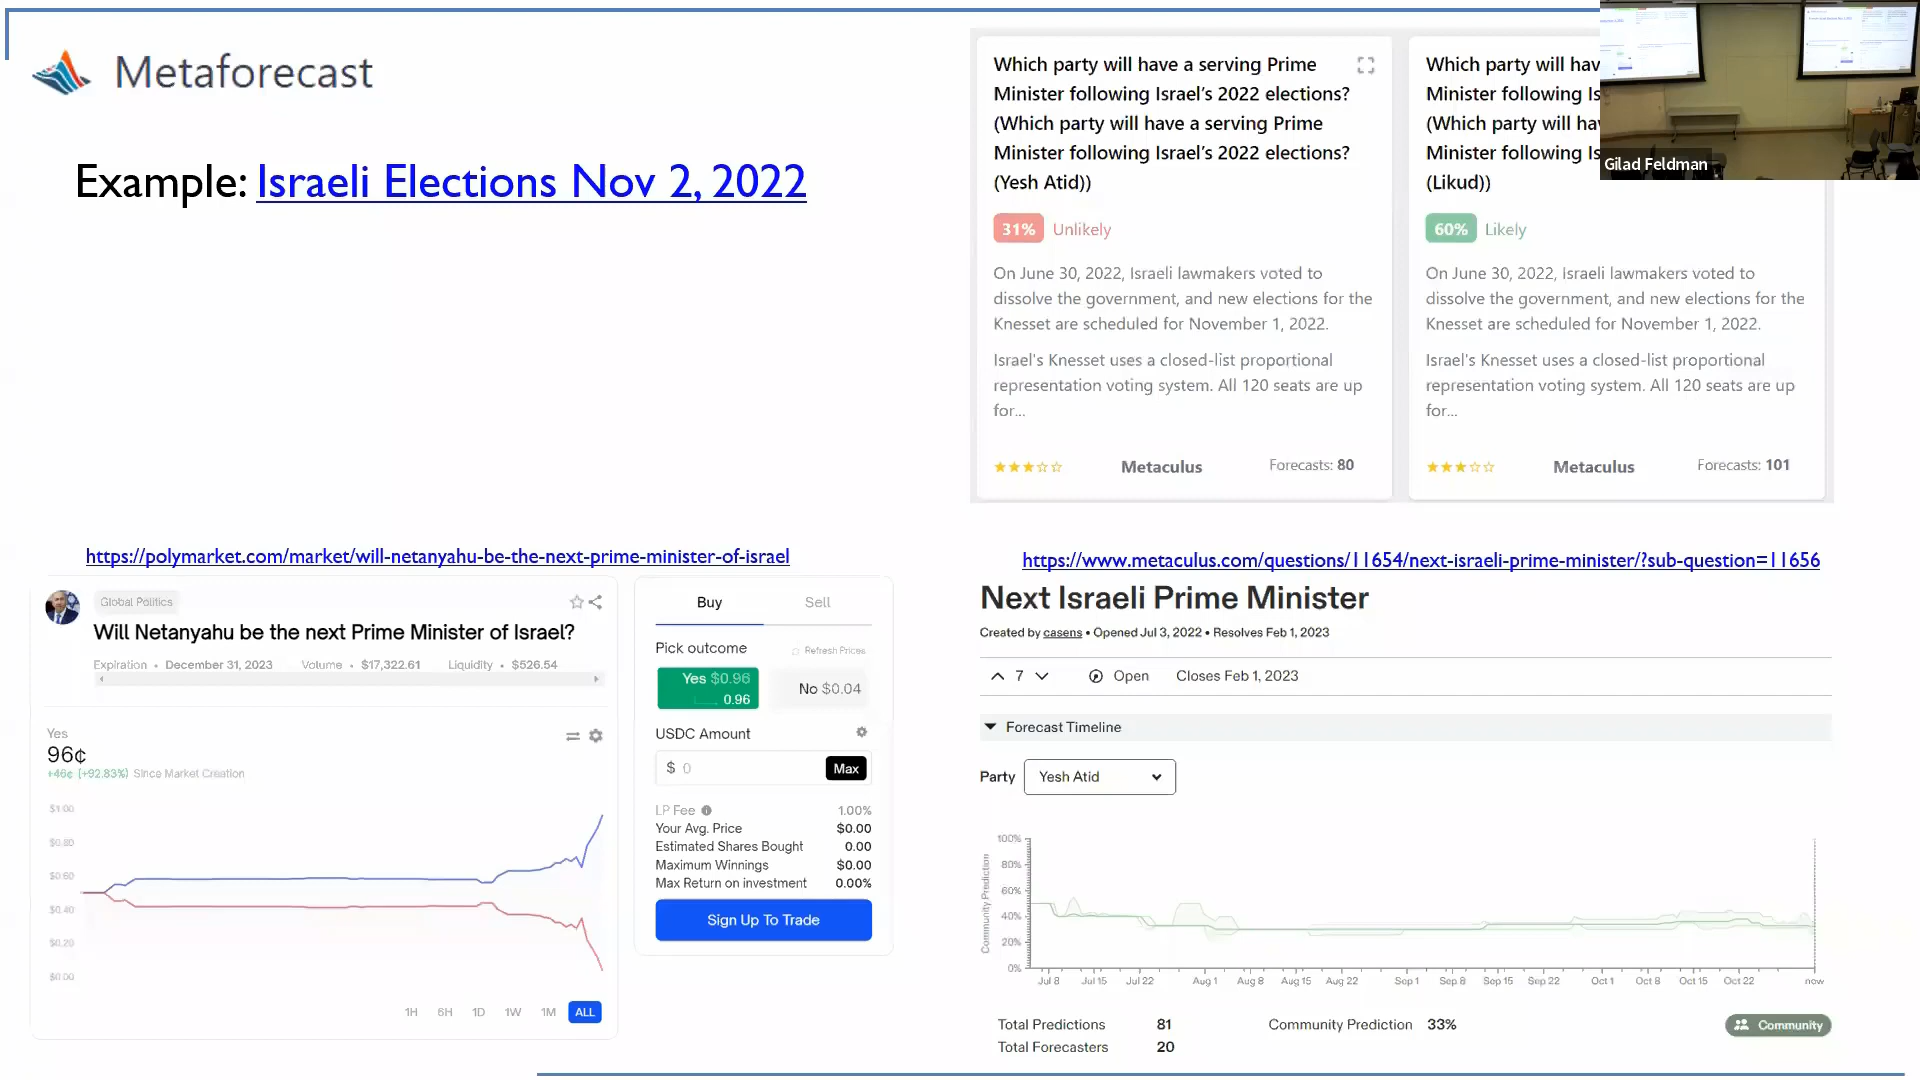 Metaforecast
Example: Israeli Elections Nov 2, 2022
Which party will have a serving Prime
Minister following Israel's 2022 elections?
(Which party will have a serving Prime
Minister following Israel's 2022 elections?
(Yesh Atid))
31% Unlikely
On June 30, 2022, Israeli lawmakers voted to
dissolve the government, and new elections for the
Knesset are scheduled for November 1, 2022.
Israel's Knesset uses a closed-list proportional
representation voting system. All 120 seats are up
for...
Metaculus
Forecasts: 80
Which party will hav
Minister following Is
(Which party will hav
Minister following Is
(Likud))
60% Likely
On June 30, 2022, Israeli lawmakers voted to
dissolve the government, and new elections for the
Knesset are scheduled for November 1, 2022.
Israel's Knesset uses a closed-list proportional
representation voting system. All 120 seats are up
for...
Metaculus
Forecasts: 101
Gilad Feldman
https://polymarket.com/market/will-netanyahu-be-the-next-prime-minister-of-israel
Global Politics
Will Netanyahu be the next Prime Minister of Israel?
Expiration • December 31, 2023 Volume • $17,322.61 Liquidity • $526.54
Yes
96¢
+46¢ (+92.83%) Since Market Creation
$1.00
$0.80
$0.60
$0.40
$0.20
$0.00
1H 6H 1D 1W 1M ALL
Buy Sell
Pick outcome Refresh Prices
Yes $0.96
0.96
No $0.04
USDC Amount
$ 0 Max
LP Fee 1.00%
Your Avg. Price $0.00
Estimated Shares Bought 0.00
Maximum Winnings $0.00
Max Return on investment 0.00%
Sign Up To Trade
https://www.metaculus.com/questions/11654/next-israeli-prime-minister/?sub-question=11656
Next Israeli Prime Minister
Created by casens • Opened Jul 3, 2022 • Resolves Feb 1, 2023
7 Open Closes Feb 1, 2023
Forecast Timeline
Party Yesh Atid
Community Prediction
100%
80%
60%
40%
20%
0%
Jul 8 Jul 15 Jul 22 Aug 1 Aug 8 Aug 15 Aug 22 Sep 1 Sep 8 Sep 15 Sep 22 Oct 1 Oct 8 Oct 15 Oct 22 now
Total Predictions 81 Community Prediction 33%
Total Forecasters 20
Community